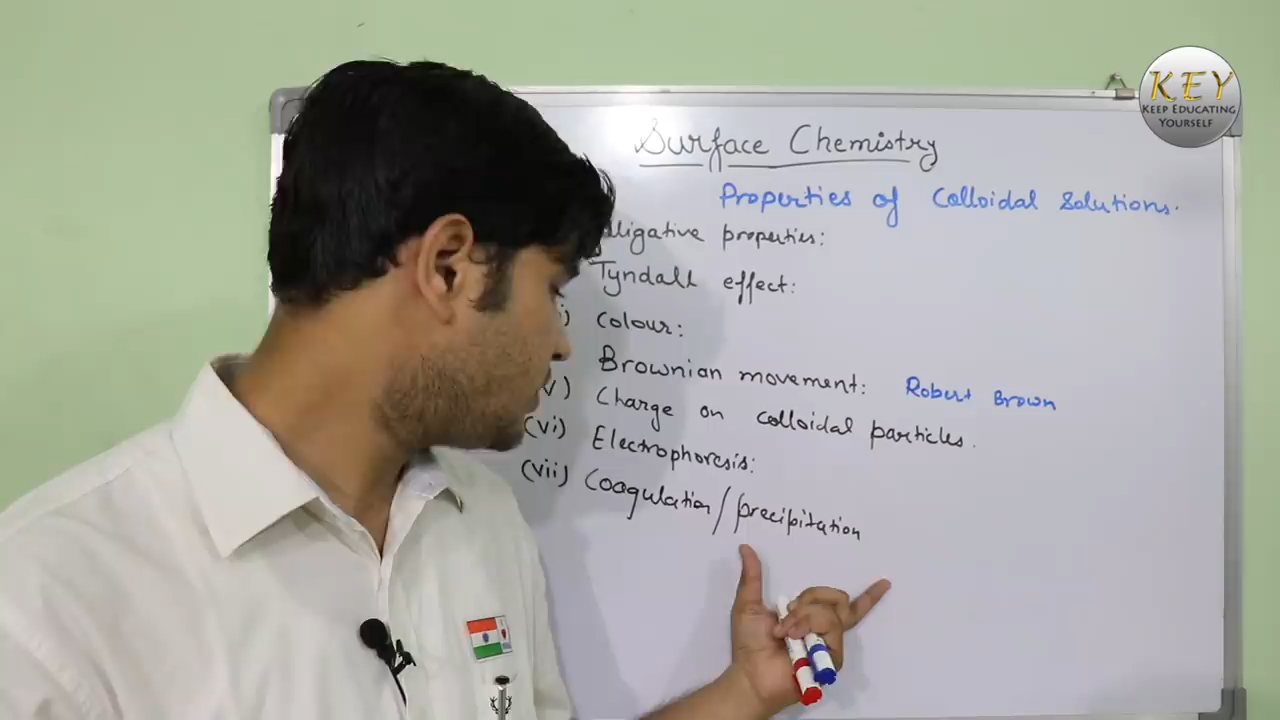 KEY
KEEP EDUCATING
YOURSELF
Surface Chemistry
Properties of Colloidal Solutions.
lligative properties:
Tyndall effect:
i) Colour:
Brownian movement: Robert Brown
v) Charge on colloidal particles.
(vi) Electrophoresis:
(vii) Coagulation/precipitation